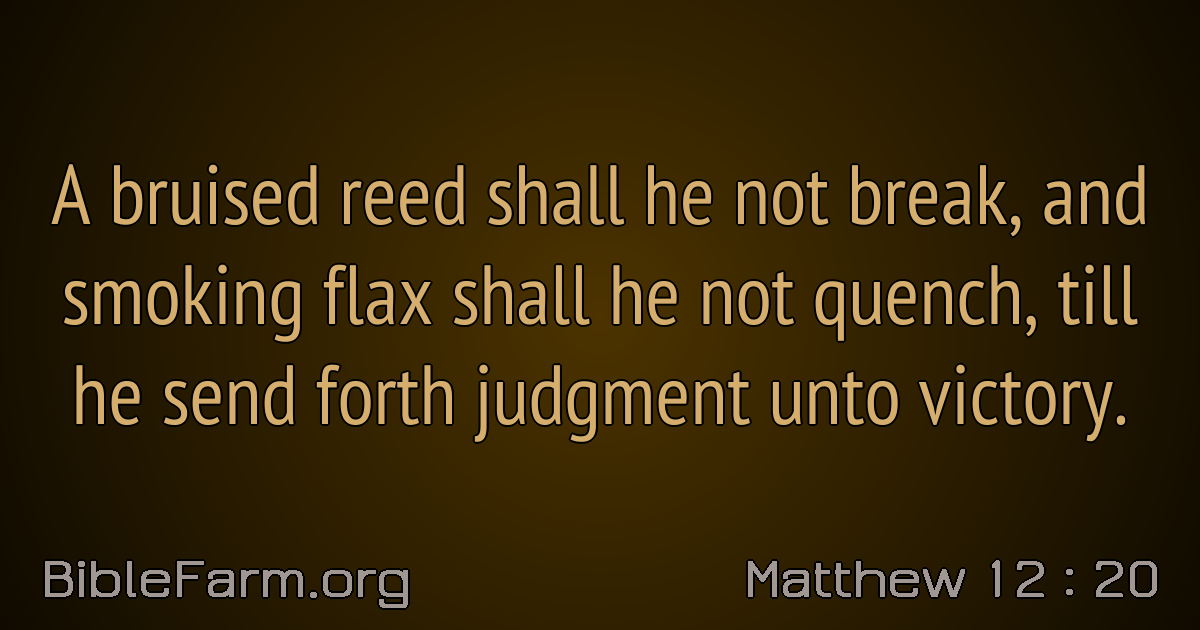 A bruised reed shall he not break, and
smoking flax shall he not quench, till
he send forth judgment unto victory.
BibleFarm.org
Matthew 12 : 20